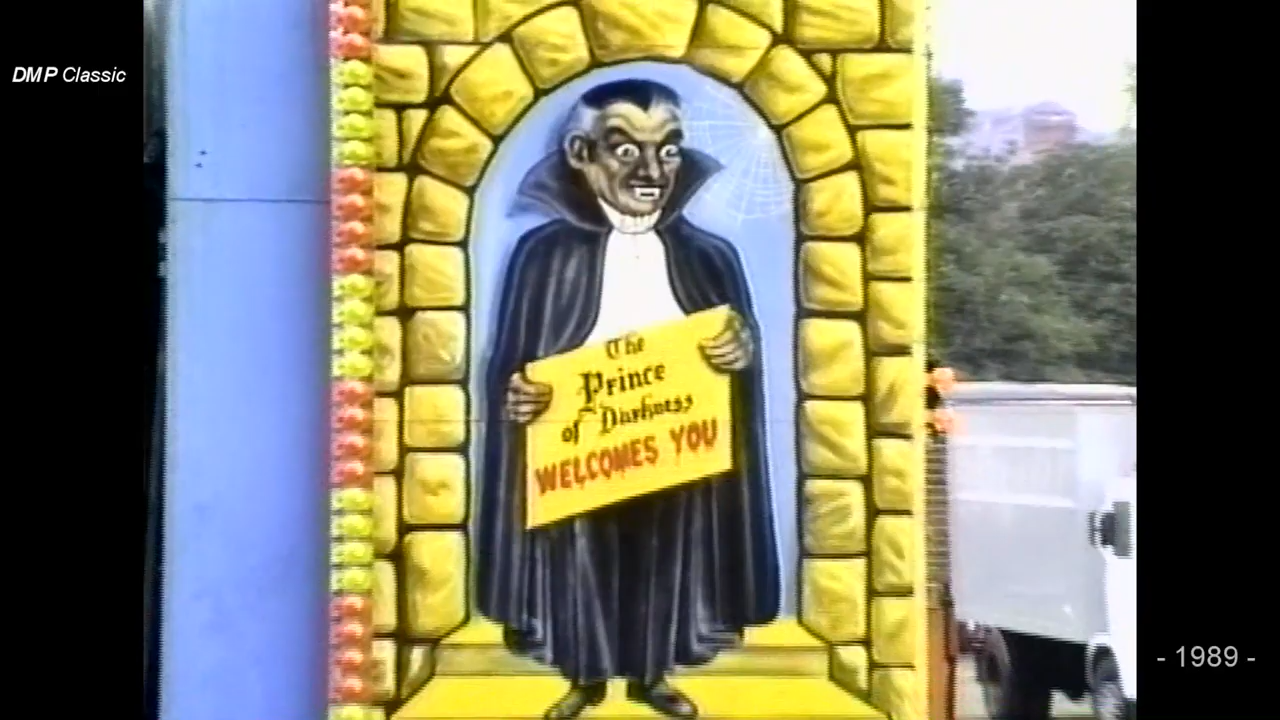 DMP Classic
The
Prince
of Darkness
WELCOMES YOU
- 1989 -